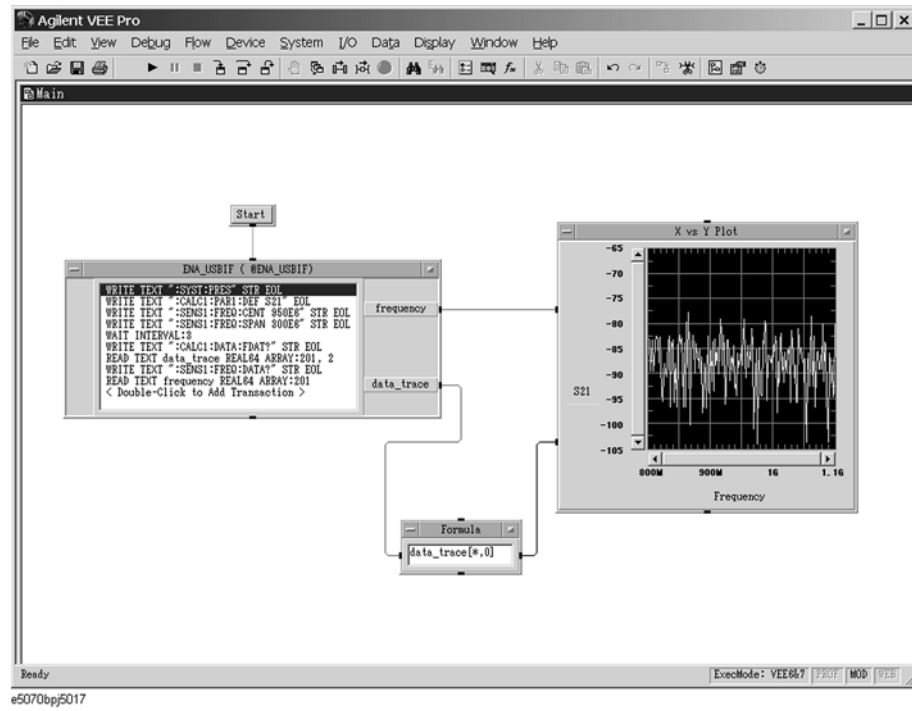 Agilent VEE Pro
File Edit View Debug Flow Device System I/O Data Display Window Help
Main
Start
ENA_USBIF ( @ENA_USBIF)
WRITE TEXT ":SYST:PRES" STR EOL
WRITE TEXT ":CALC1:PAR1:DEF S21" EOL
WRITE TEXT ":SENS1:FREQ:CENT 950E6" STR EOL
WRITE TEXT ":SENS1:FREQ:SPAN 300E6" STR EOL
WAIT INTERVAL:3
WRITE TEXT ":CALC1:DATA:FDAT?" STR EOL
READ TEXT data_trace REAL64 ARRAY:201, 2
WRITE TEXT ":SENS1:FREQ:DATA?" STR EOL
READ TEXT frequency REAL64 ARRAY:201
< Double-Click to Add Transaction >
frequency
data_trace
Formula
data_trace[*,0]
X vs Y Plot
-65
-70
-75
-80
-85
-90
-95
-100
-105
S21
800M 900M 1G 1.1G
Frequency
Ready
ExecMode: VEE6&7 PROF MOD WEB
e5070bpj5017